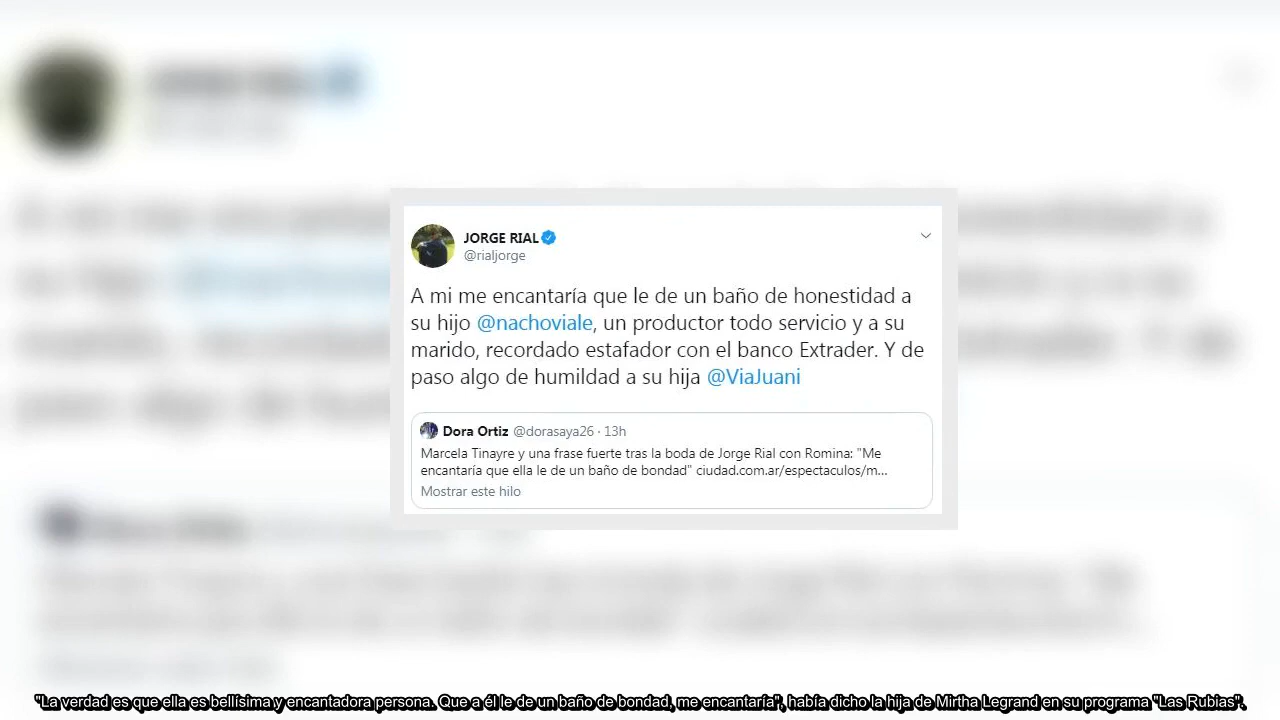 JORGE RIAL
@rialjorge
A mi me encantaría que le de un baño de honestidad a
su hijo @nachoviale, un productor todo servicio y a su
marido, recordado estafador con el banco Extrader. Y de
paso algo de humildad a su hija @ViaJuani
Dora Ortiz @dorasaya26 · 13h
Marcela Tinayre y una frase fuerte tras la boda de Jorge Rial con Romina: "Me
encantaría que ella le de un baño de bondad" ciudad.com.ar/espectaculos/m...
Mostrar este hilo
"La verdad es que ella es bellísima y encantadora persona. Que a él le de un baño de bondad, me encantaría", había dicho la hija de Mirtha Legrand en su programa "Las Rubias".